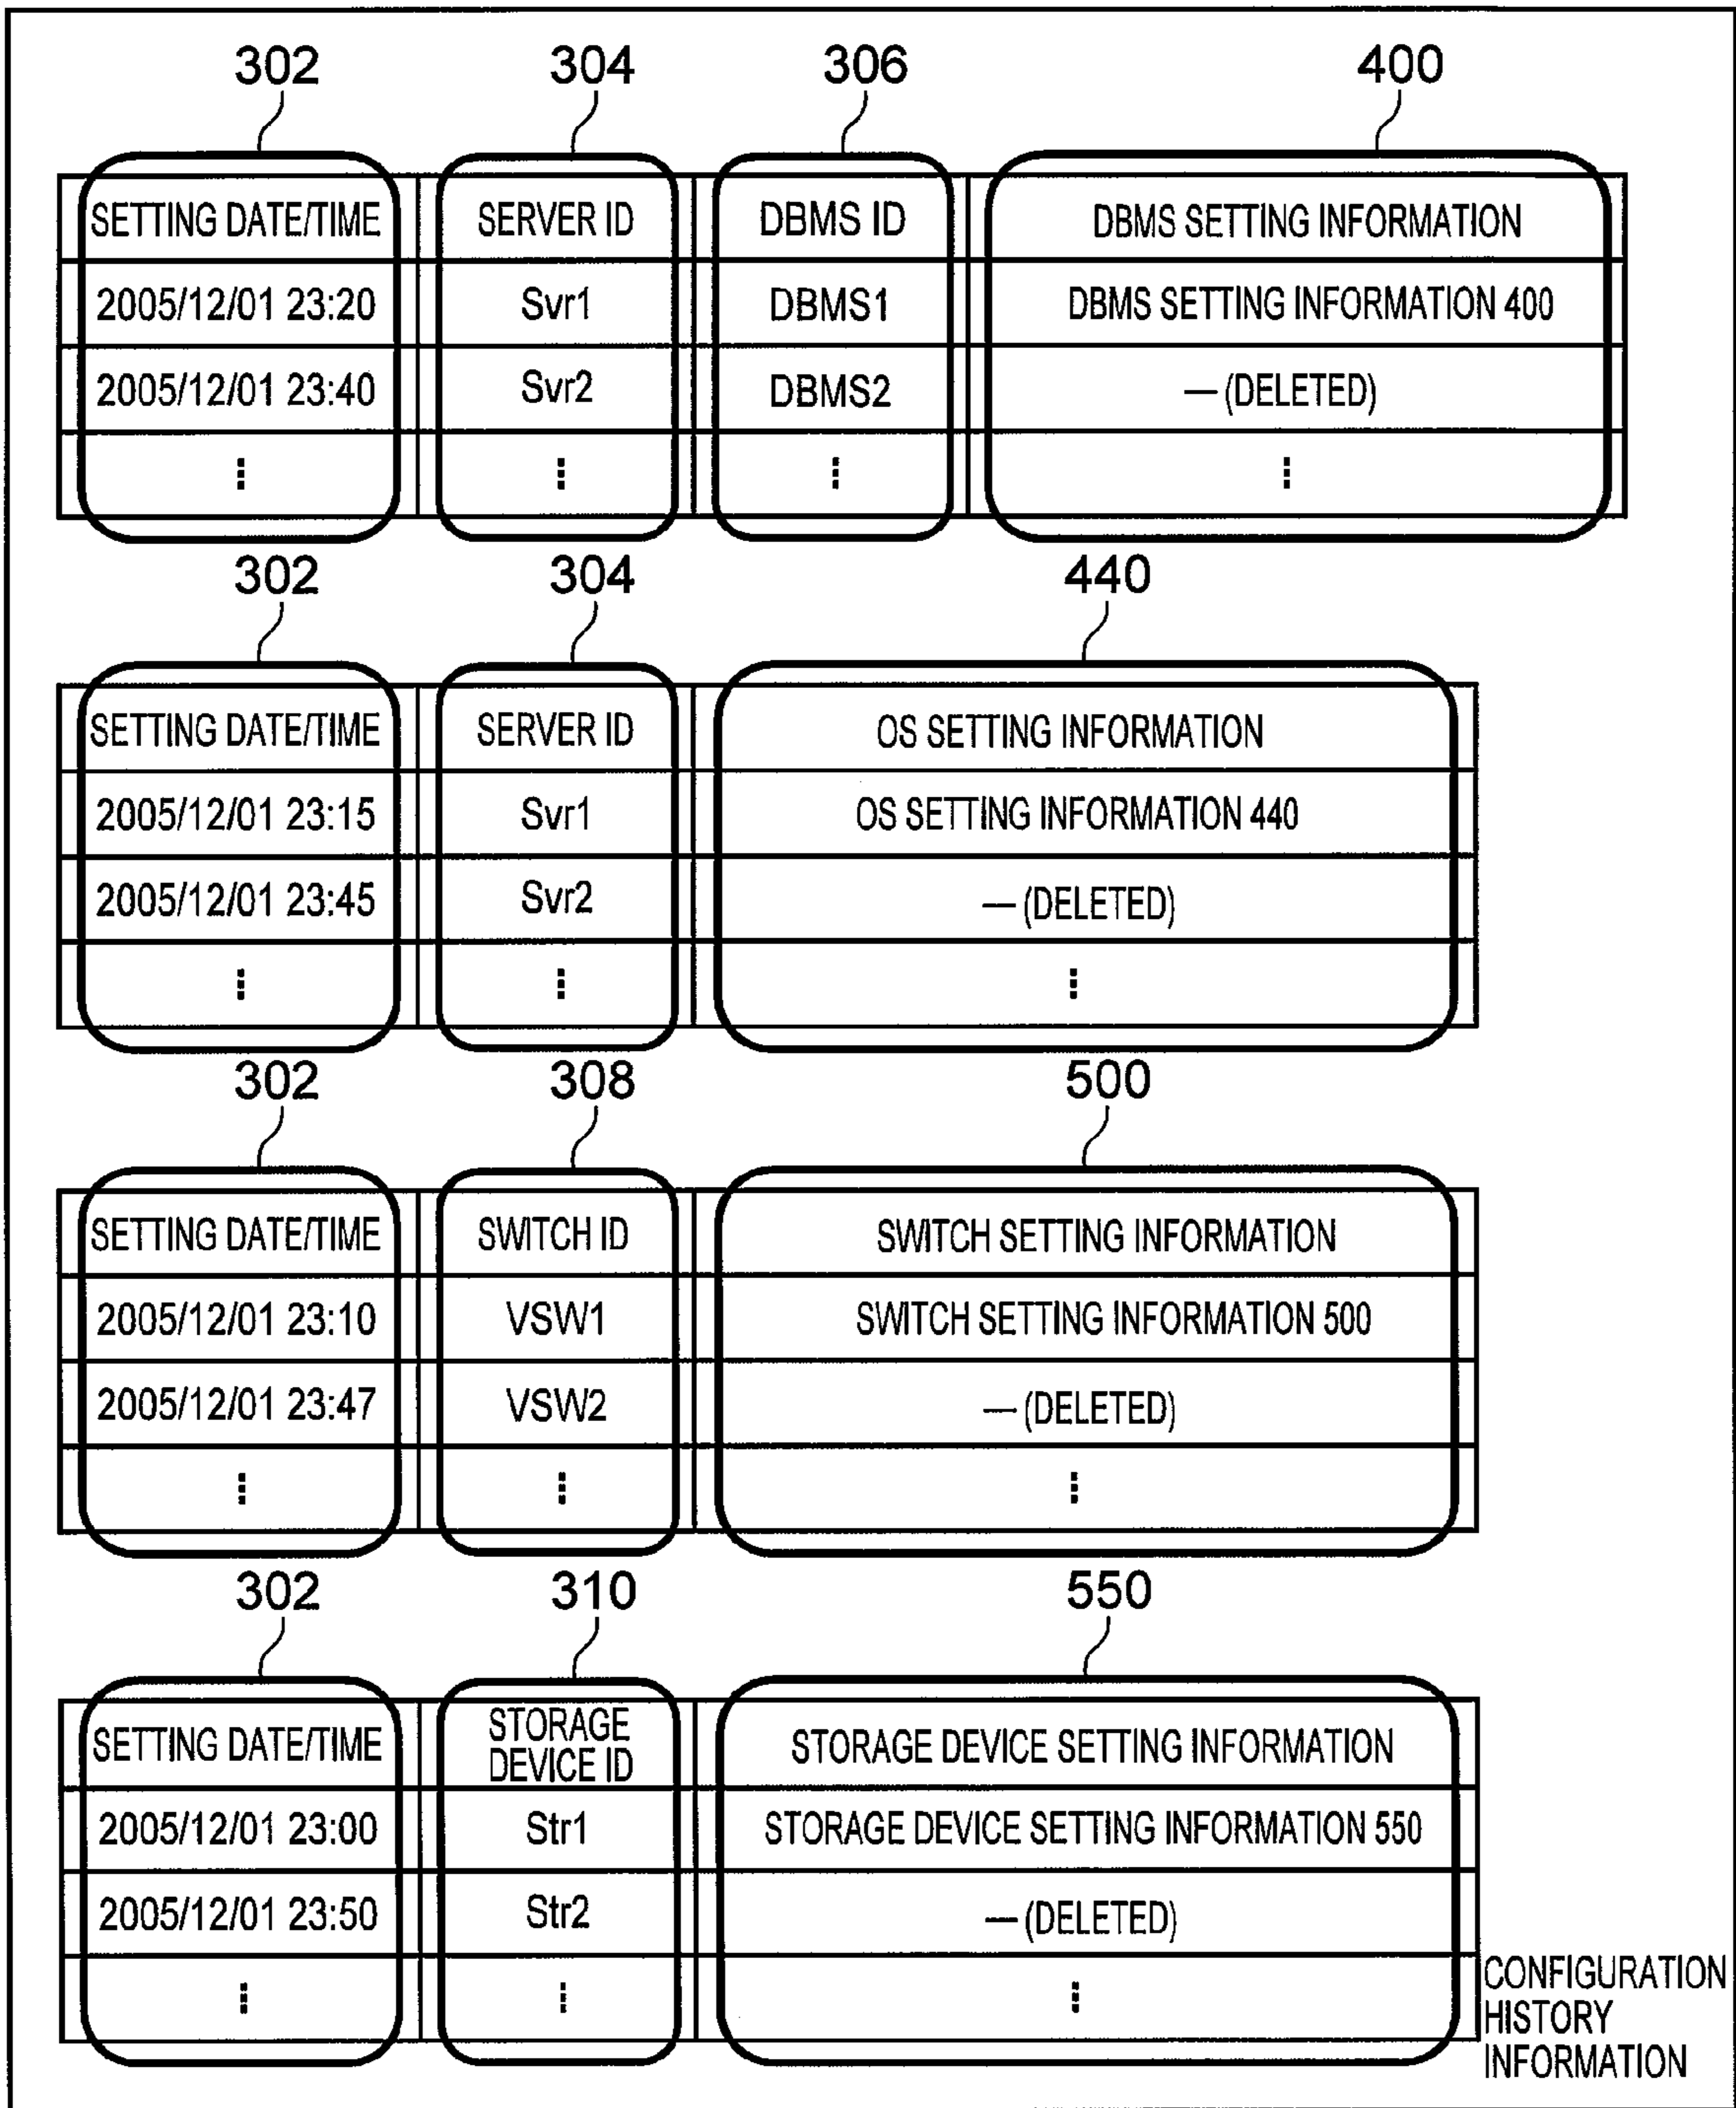 302 304 306 400
SETTING DATE/TIME SERVER ID DBMS ID DBMS SETTING INFORMATION
2005/12/01 23:20 Svr1 DBMS1 DBMS SETTING INFORMATION 400
2005/12/01 23:40 Svr2 DBMS2 — (DELETED)
⋮ ⋮ ⋮ ⋮
302 304 440
SETTING DATE/TIME SERVER ID OS SETTING INFORMATION
2005/12/01 23:15 Svr1 OS SETTING INFORMATION 440
2005/12/01 23:45 Svr2 — (DELETED)
⋮ ⋮ ⋮
302 308 500
SETTING DATE/TIME SWITCH ID SWITCH SETTING INFORMATION
2005/12/01 23:10 VSW1 SWITCH SETTING INFORMATION 500
2005/12/01 23:47 VSW2 — (DELETED)
⋮ ⋮ ⋮
302 310 550
SETTING DATE/TIME STORAGE DEVICE ID STORAGE DEVICE SETTING INFORMATION
2005/12/01 23:00 Str1 STORAGE DEVICE SETTING INFORMATION 550
2005/12/01 23:50 Str2 — (DELETED)
⋮ ⋮ ⋮
CONFIGURATION
HISTORY
INFORMATION